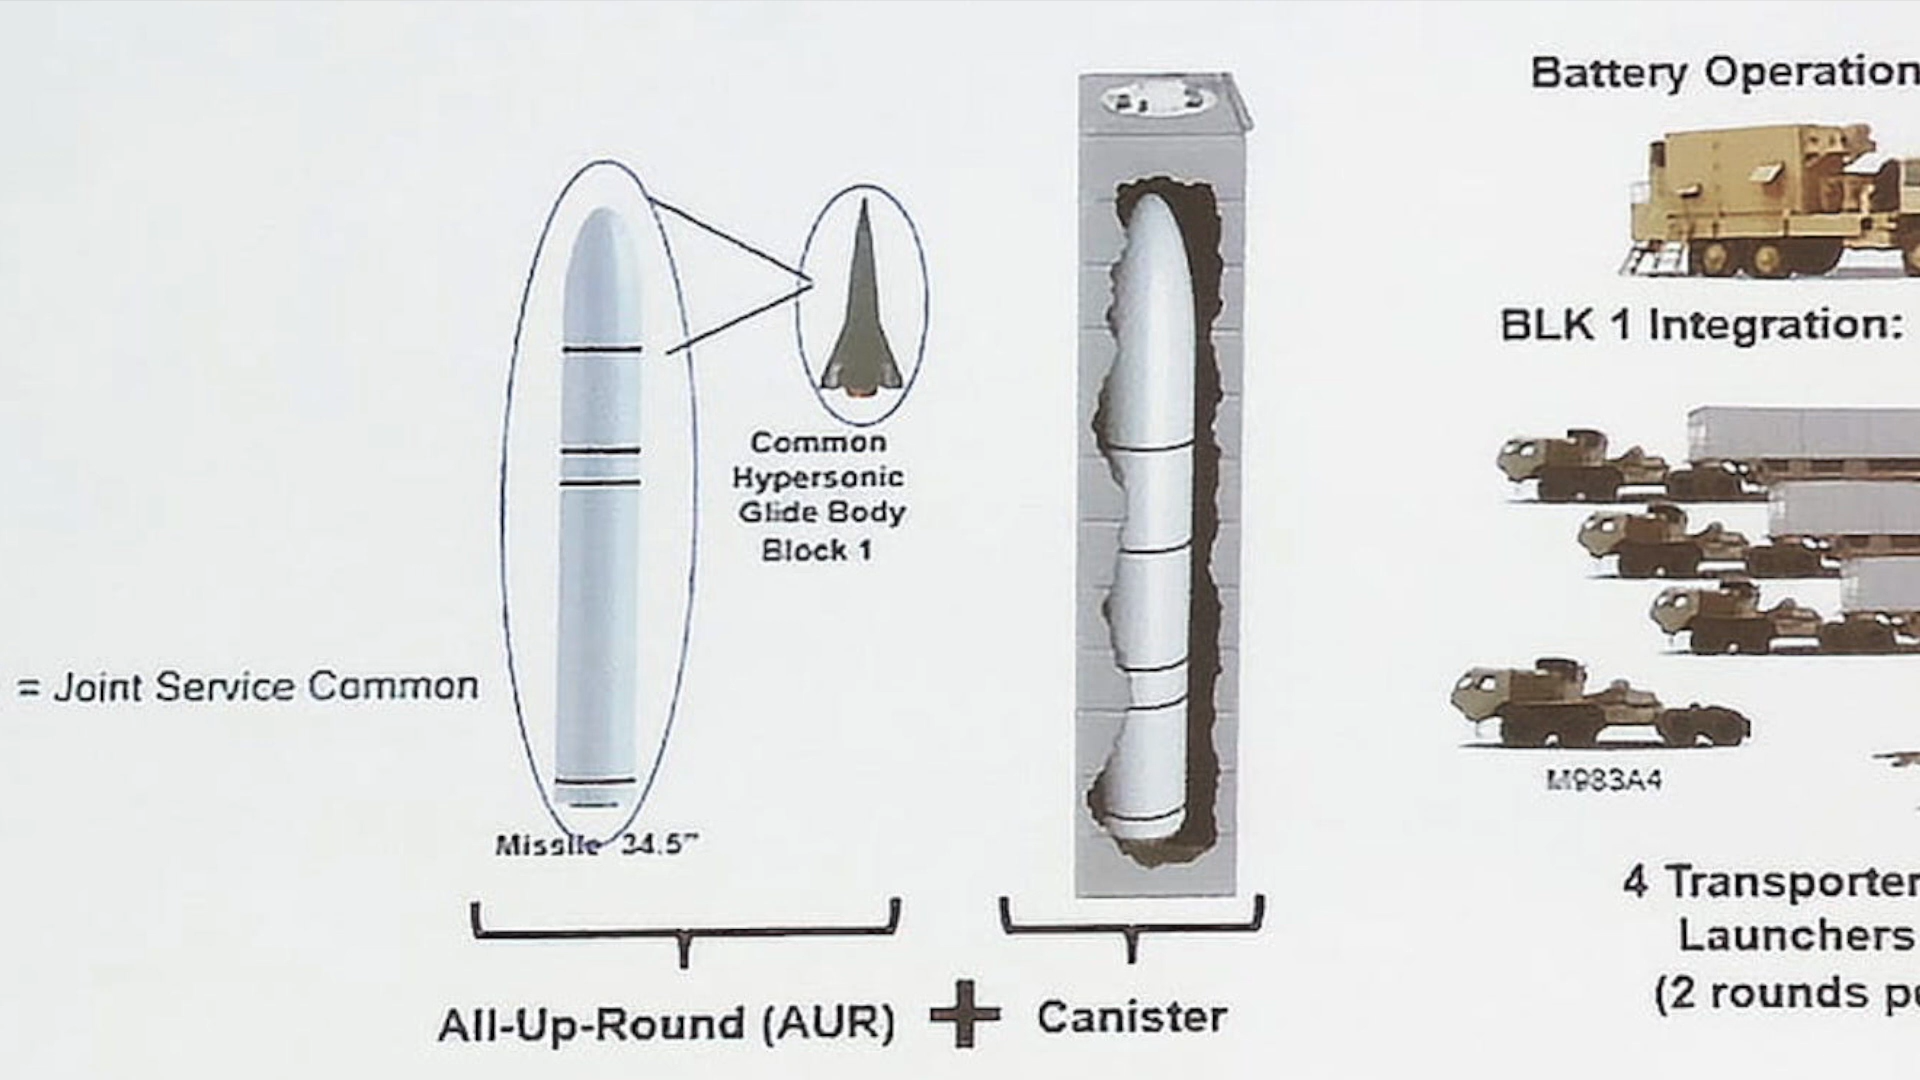 Battery Operation
BLK 1 Integration:
Common
Hypersonic
Glide Body
Block 1
= Joint Service Common
M983A4
Missile 34.5"
4 Transporter
Launchers
(2 rounds
All-Up-Round (AUR) + Canister